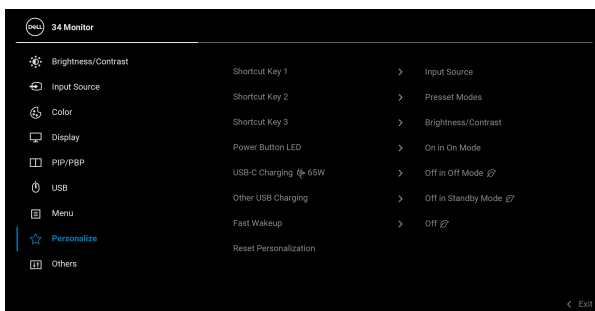 DELL 34 Monitor
Brightness/Contrast
Input Source
Color
Display
PIP/PBP
USB
Menu
Personalize
Others
Shortcut Key 1 > Input Source
Shortcut Key 2 > Presset Modes
Shortcut Key 3 > Brightness/Contrast
Power Button LED > On in On Mode
USB-C Charging 65W > Off in Off Mode
Other USB Charging > Off in Standby Mode
Fast Wakeup > Off
Reset Personalization
< Exit